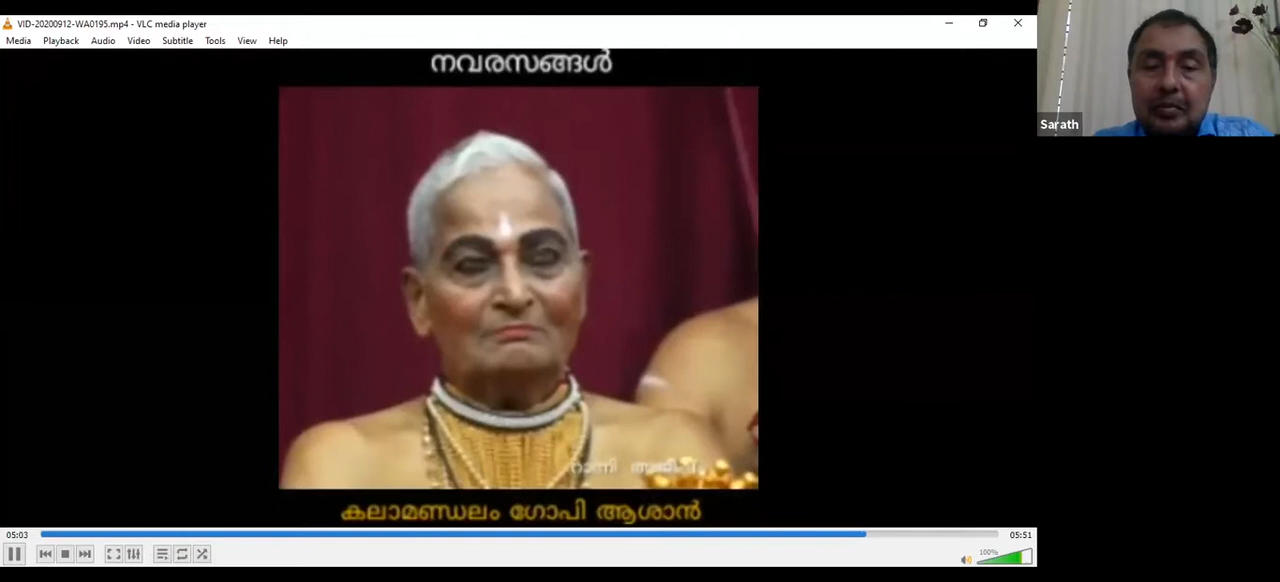 VID-20200912-WA0195.mp4 - VLC media player
Media Playback Audio Video Subtitle Tools View Help
നവരസങ്ങൾ
Sarath
റാന്നി
കലാമണ്ഡലം ഗോപി ആശാൻ
05:03
05:51
100%